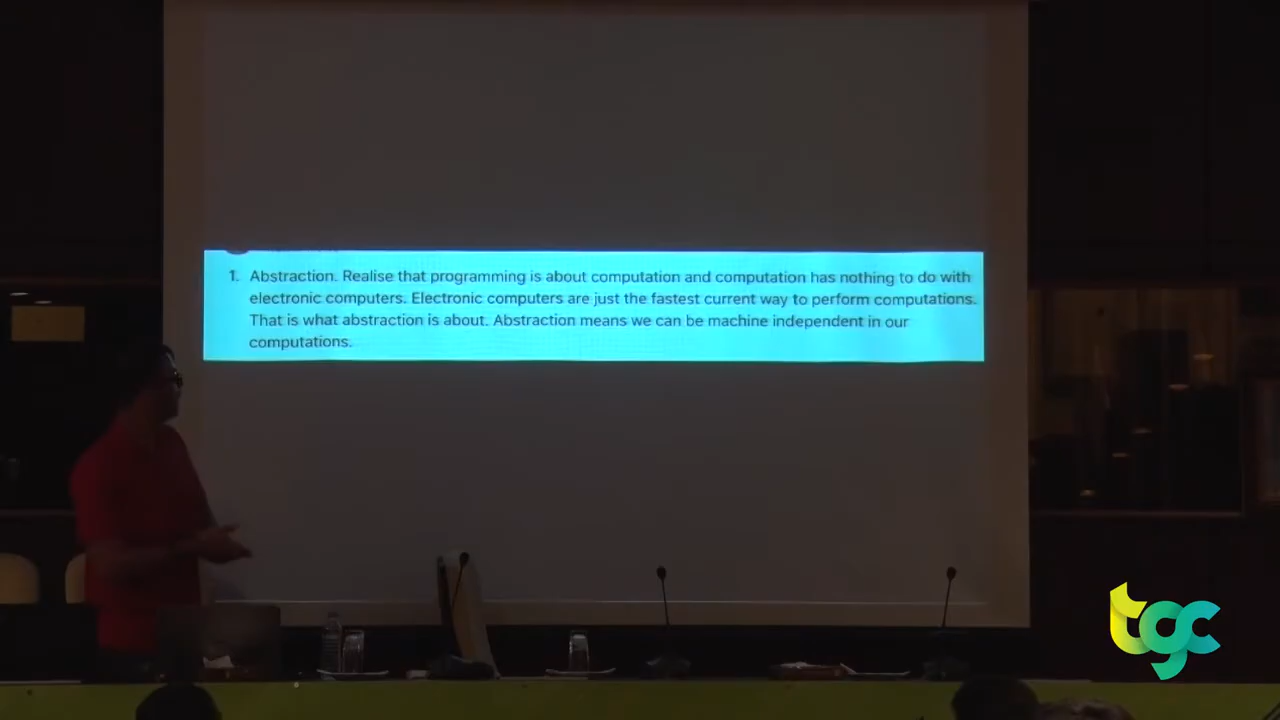 1. Abstraction. Realise that programming is about computation and computation has nothing to do with
electronic computers. Electronic computers are just the fastest current way to perform computations.
That is what abstraction is about. Abstraction means we can be machine independent in our
computations.
tgc